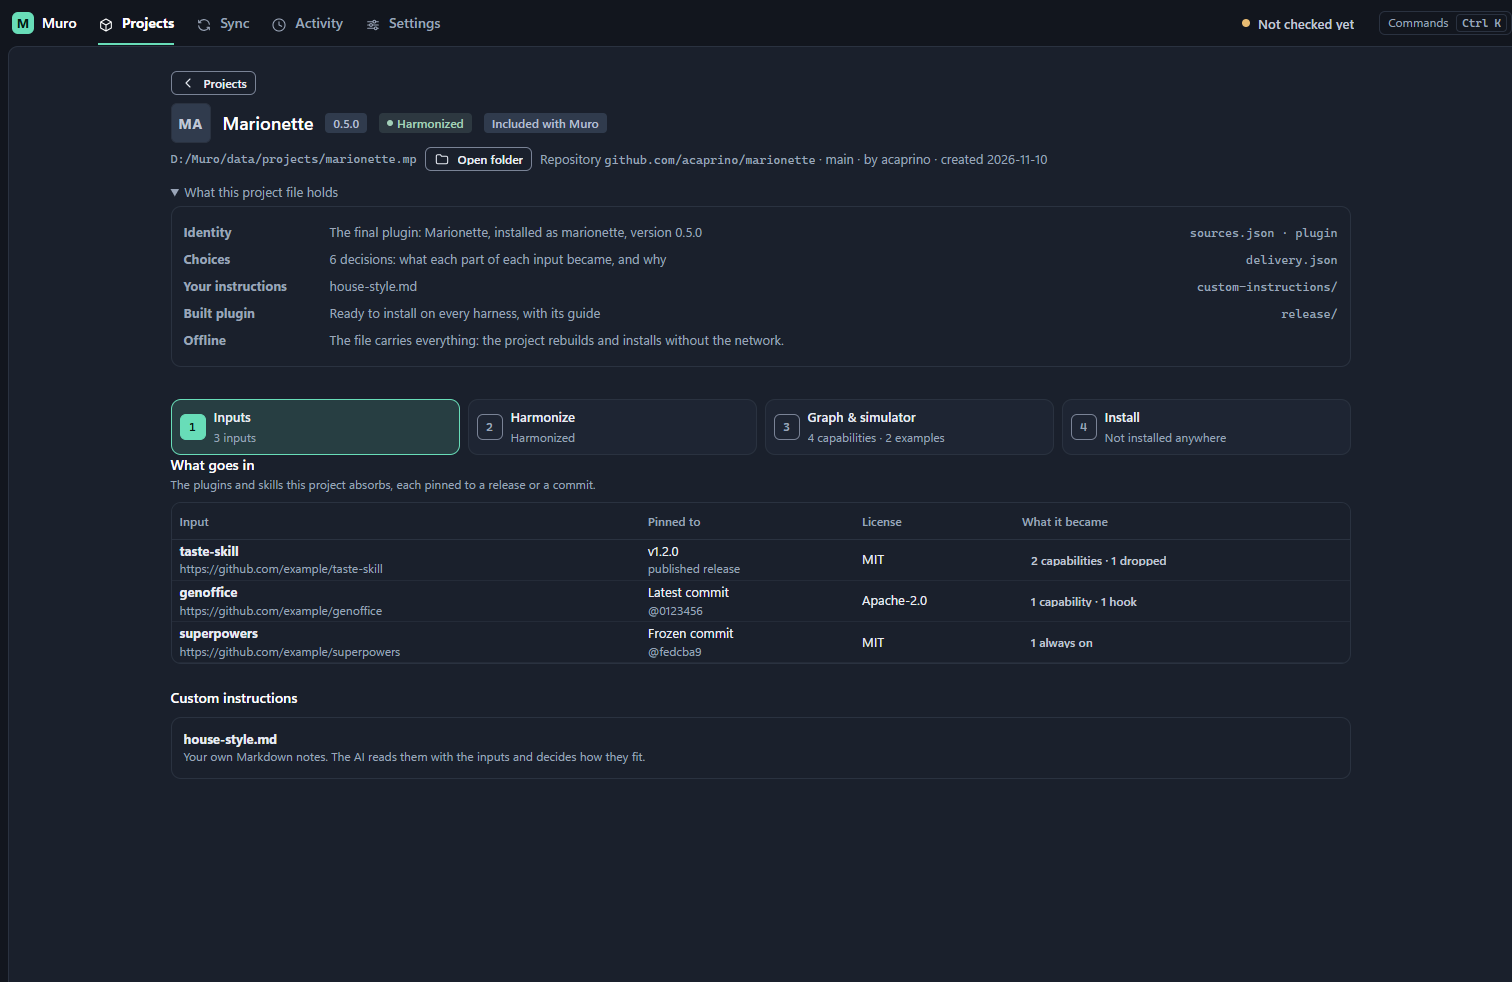 M Muro Projects Sync Activity Settings Not checked yet Commands Ctrl K
Projects
MA Marionette 0.5.0 Harmonized Included with Muro
D:/Muro/data/projects/marionette.mp Open folder Repository github.com/acaprino/marionette · main · by acaprino · created 2026-11-10
▼ What this project file holds
Identity The final plugin: Marionette, installed as marionette, version 0.5.0 sources.json · plugin
Choices 6 decisions: what each part of each input became, and why delivery.json
Your instructions house-style.md custom-instructions/
Built plugin Ready to install on every harness, with its guide release/
Offline The file carries everything: the project rebuilds and installs without the network.
1 Inputs
3 inputs
2 Harmonize
Harmonized
3 Graph & simulator
4 capabilities · 2 examples
4 Install
Not installed anywhere
What goes in
The plugins and skills this project absorbs, each pinned to a release or a commit.
Input Pinned to License What it became
taste-skill v1.2.0 MIT 2 capabilities · 1 dropped
https://github.com/example/taste-skill published release
genoffice Latest commit Apache-2.0 1 capability · 1 hook
https://github.com/example/genoffice @0123456
superpowers Frozen commit MIT 1 always on
https://github.com/example/superpowers @fedcba9
Custom instructions
house-style.md
Your own Markdown notes. The AI reads them with the inputs and decides how they fit.